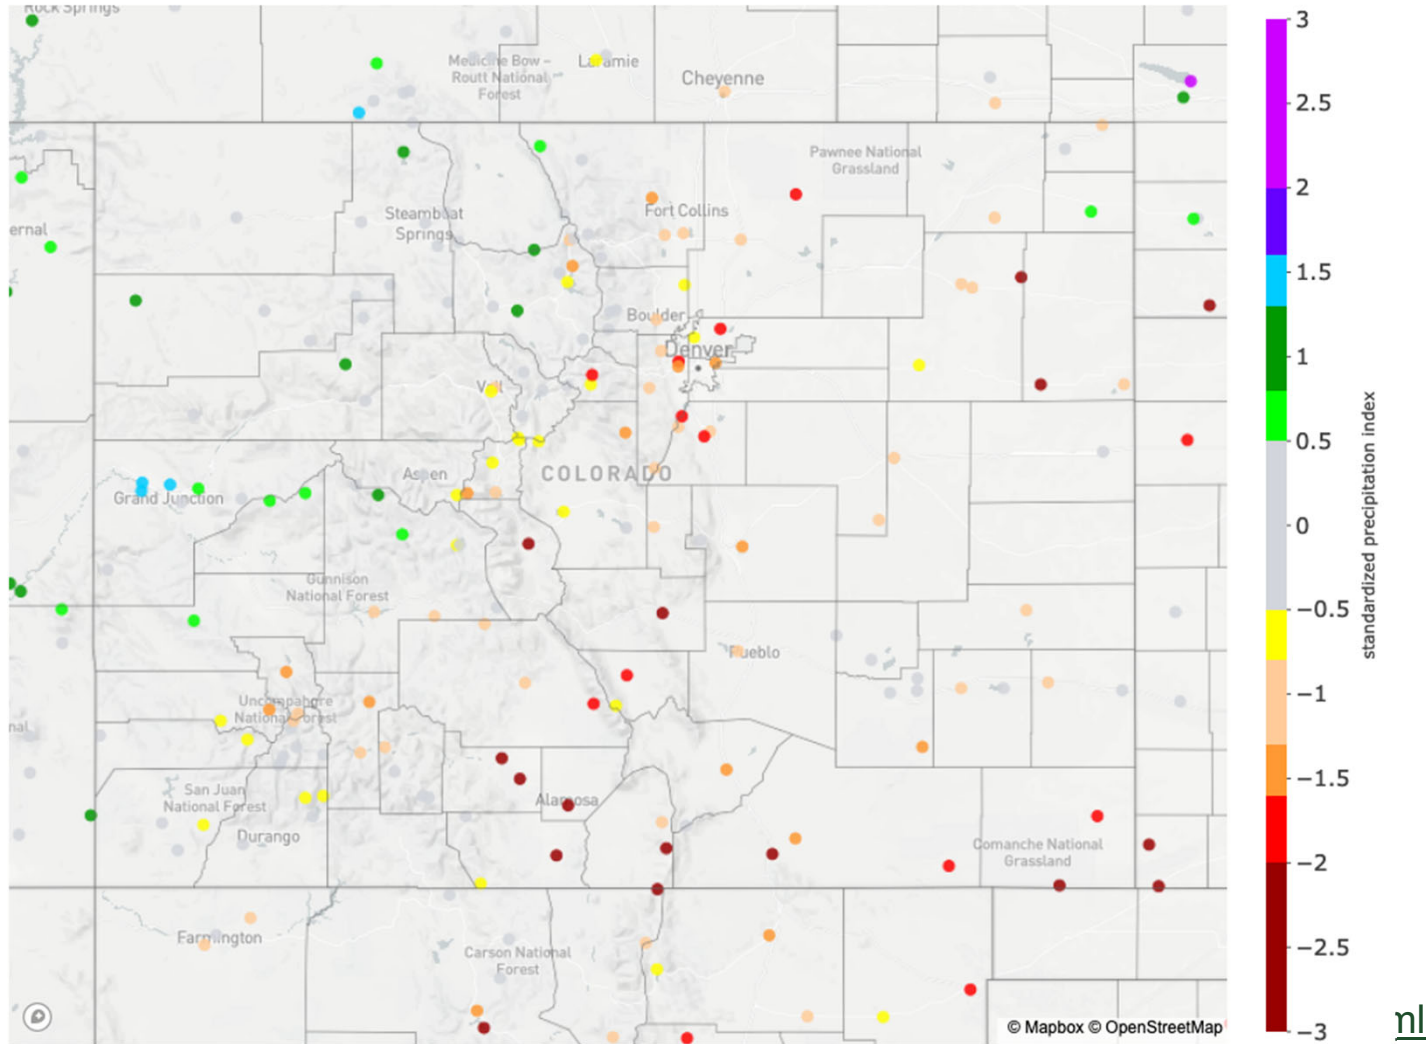 Rock Springs
Medicine Bow –
Routt National
Forest
Laramie
Cheyenne
Pawnee National
Grassland
Steamboat
Springs
Fort Collins
ernal
Boulder
Denver
Vail
Aspen
COLORADO
Grand Junction
Gunnison
National Forest
Pueblo
Uncompahgre
National Forest
nal
San Juan
National Forest
Alamosa
Durango
Comanche National
Grassland
Farmington
Carson National
Forest
© Mapbox © OpenStreetMap
3
2.5
2
1.5
1
0.5
0
−0.5
−1
−1.5
−2
−2.5
−3
standardized precipitation index
ml